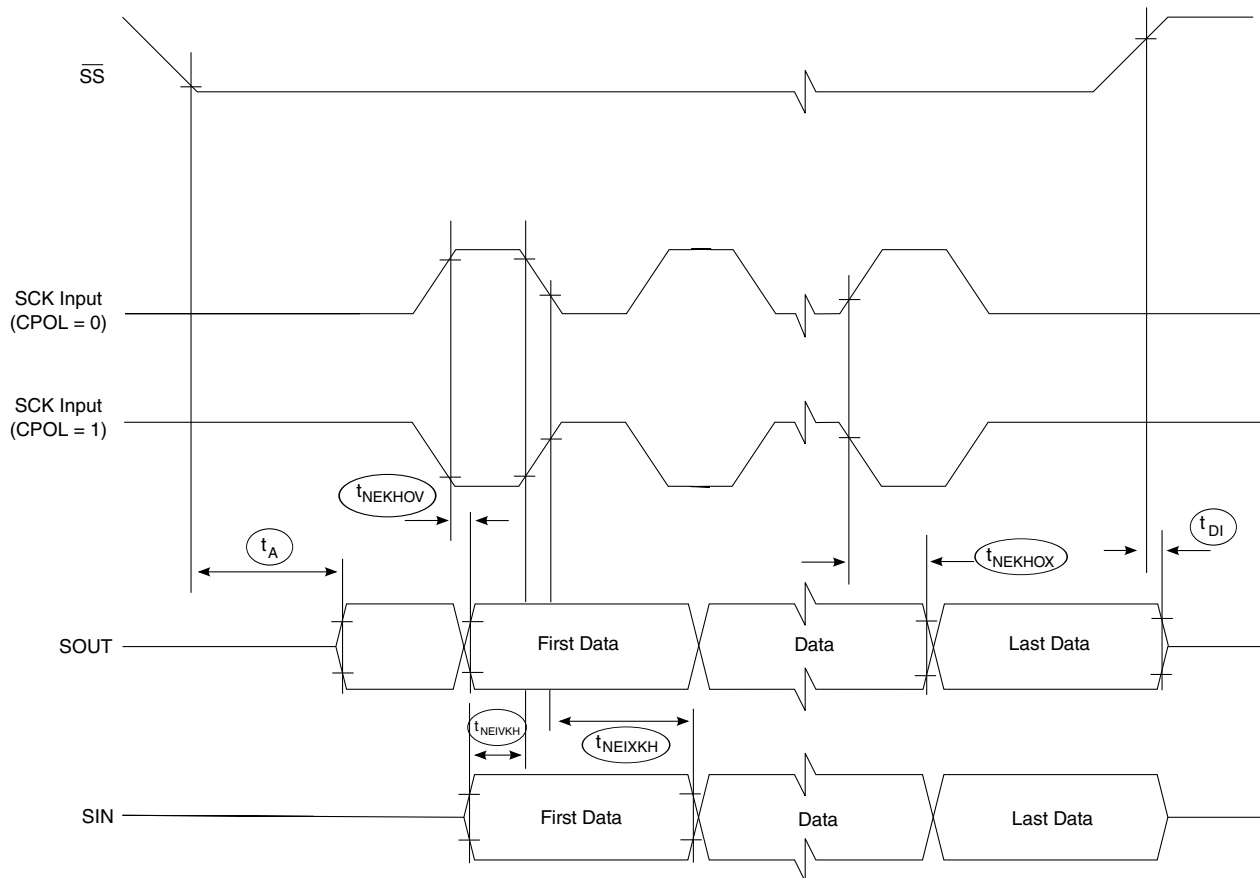 SS
SCK Input
(CPOL = 0)
SCK Input
(CPOL = 1)
tNEKHOV
tA
tDI
tNEKHOX
SOUT
First Data
Data
Last Data
tNEIVKH
tNEIXKH
SIN
First Data
Data
Last Data